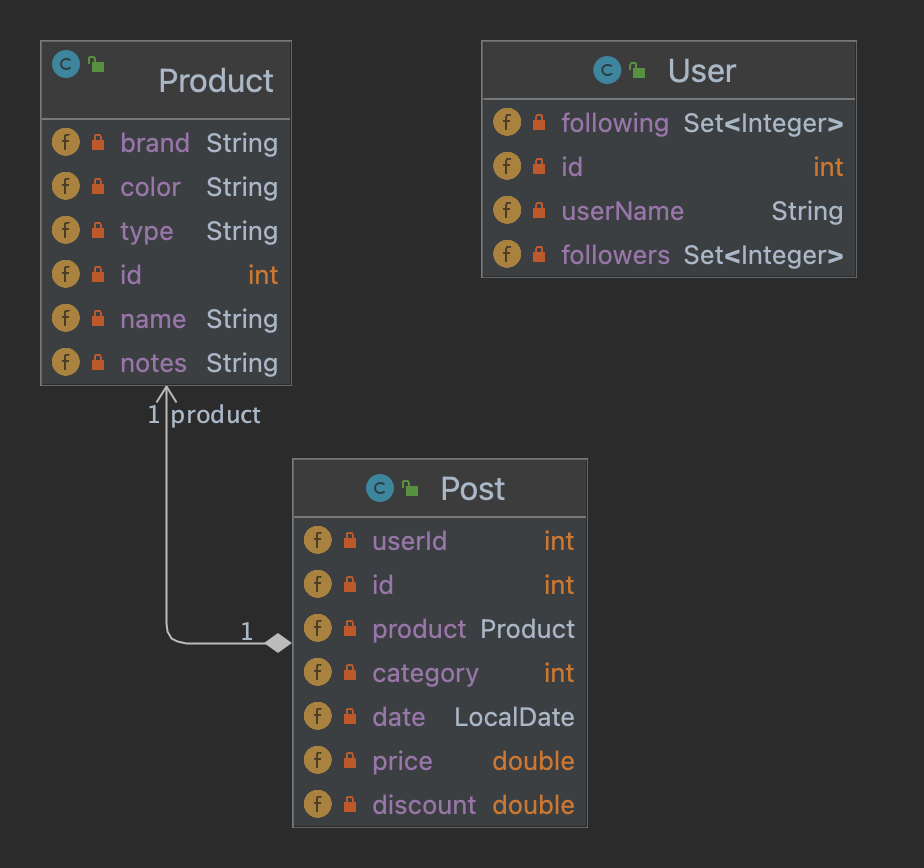 Product
brand String
color String
type String
id int
name String
notes String
User
following Set<Integer>
id int
userName String
followers Set<Integer>
1 product
1
Post
userId int
id int
product Product
category int
date LocalDate
price double
discount double